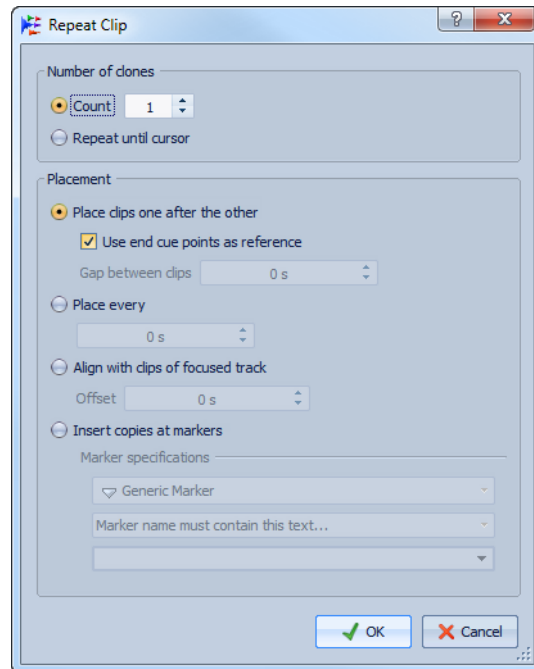 Repeat Clip
Number of clones
Count 1
Repeat until cursor
Placement
Place clips one after the other
Use end cue points as reference
Gap between clips 0 s
Place every
0 s
Align with clips of focused track
Offset 0 s
Insert copies at markers
Marker specifications
Generic Marker
Marker name must contain this text...
OK Cancel